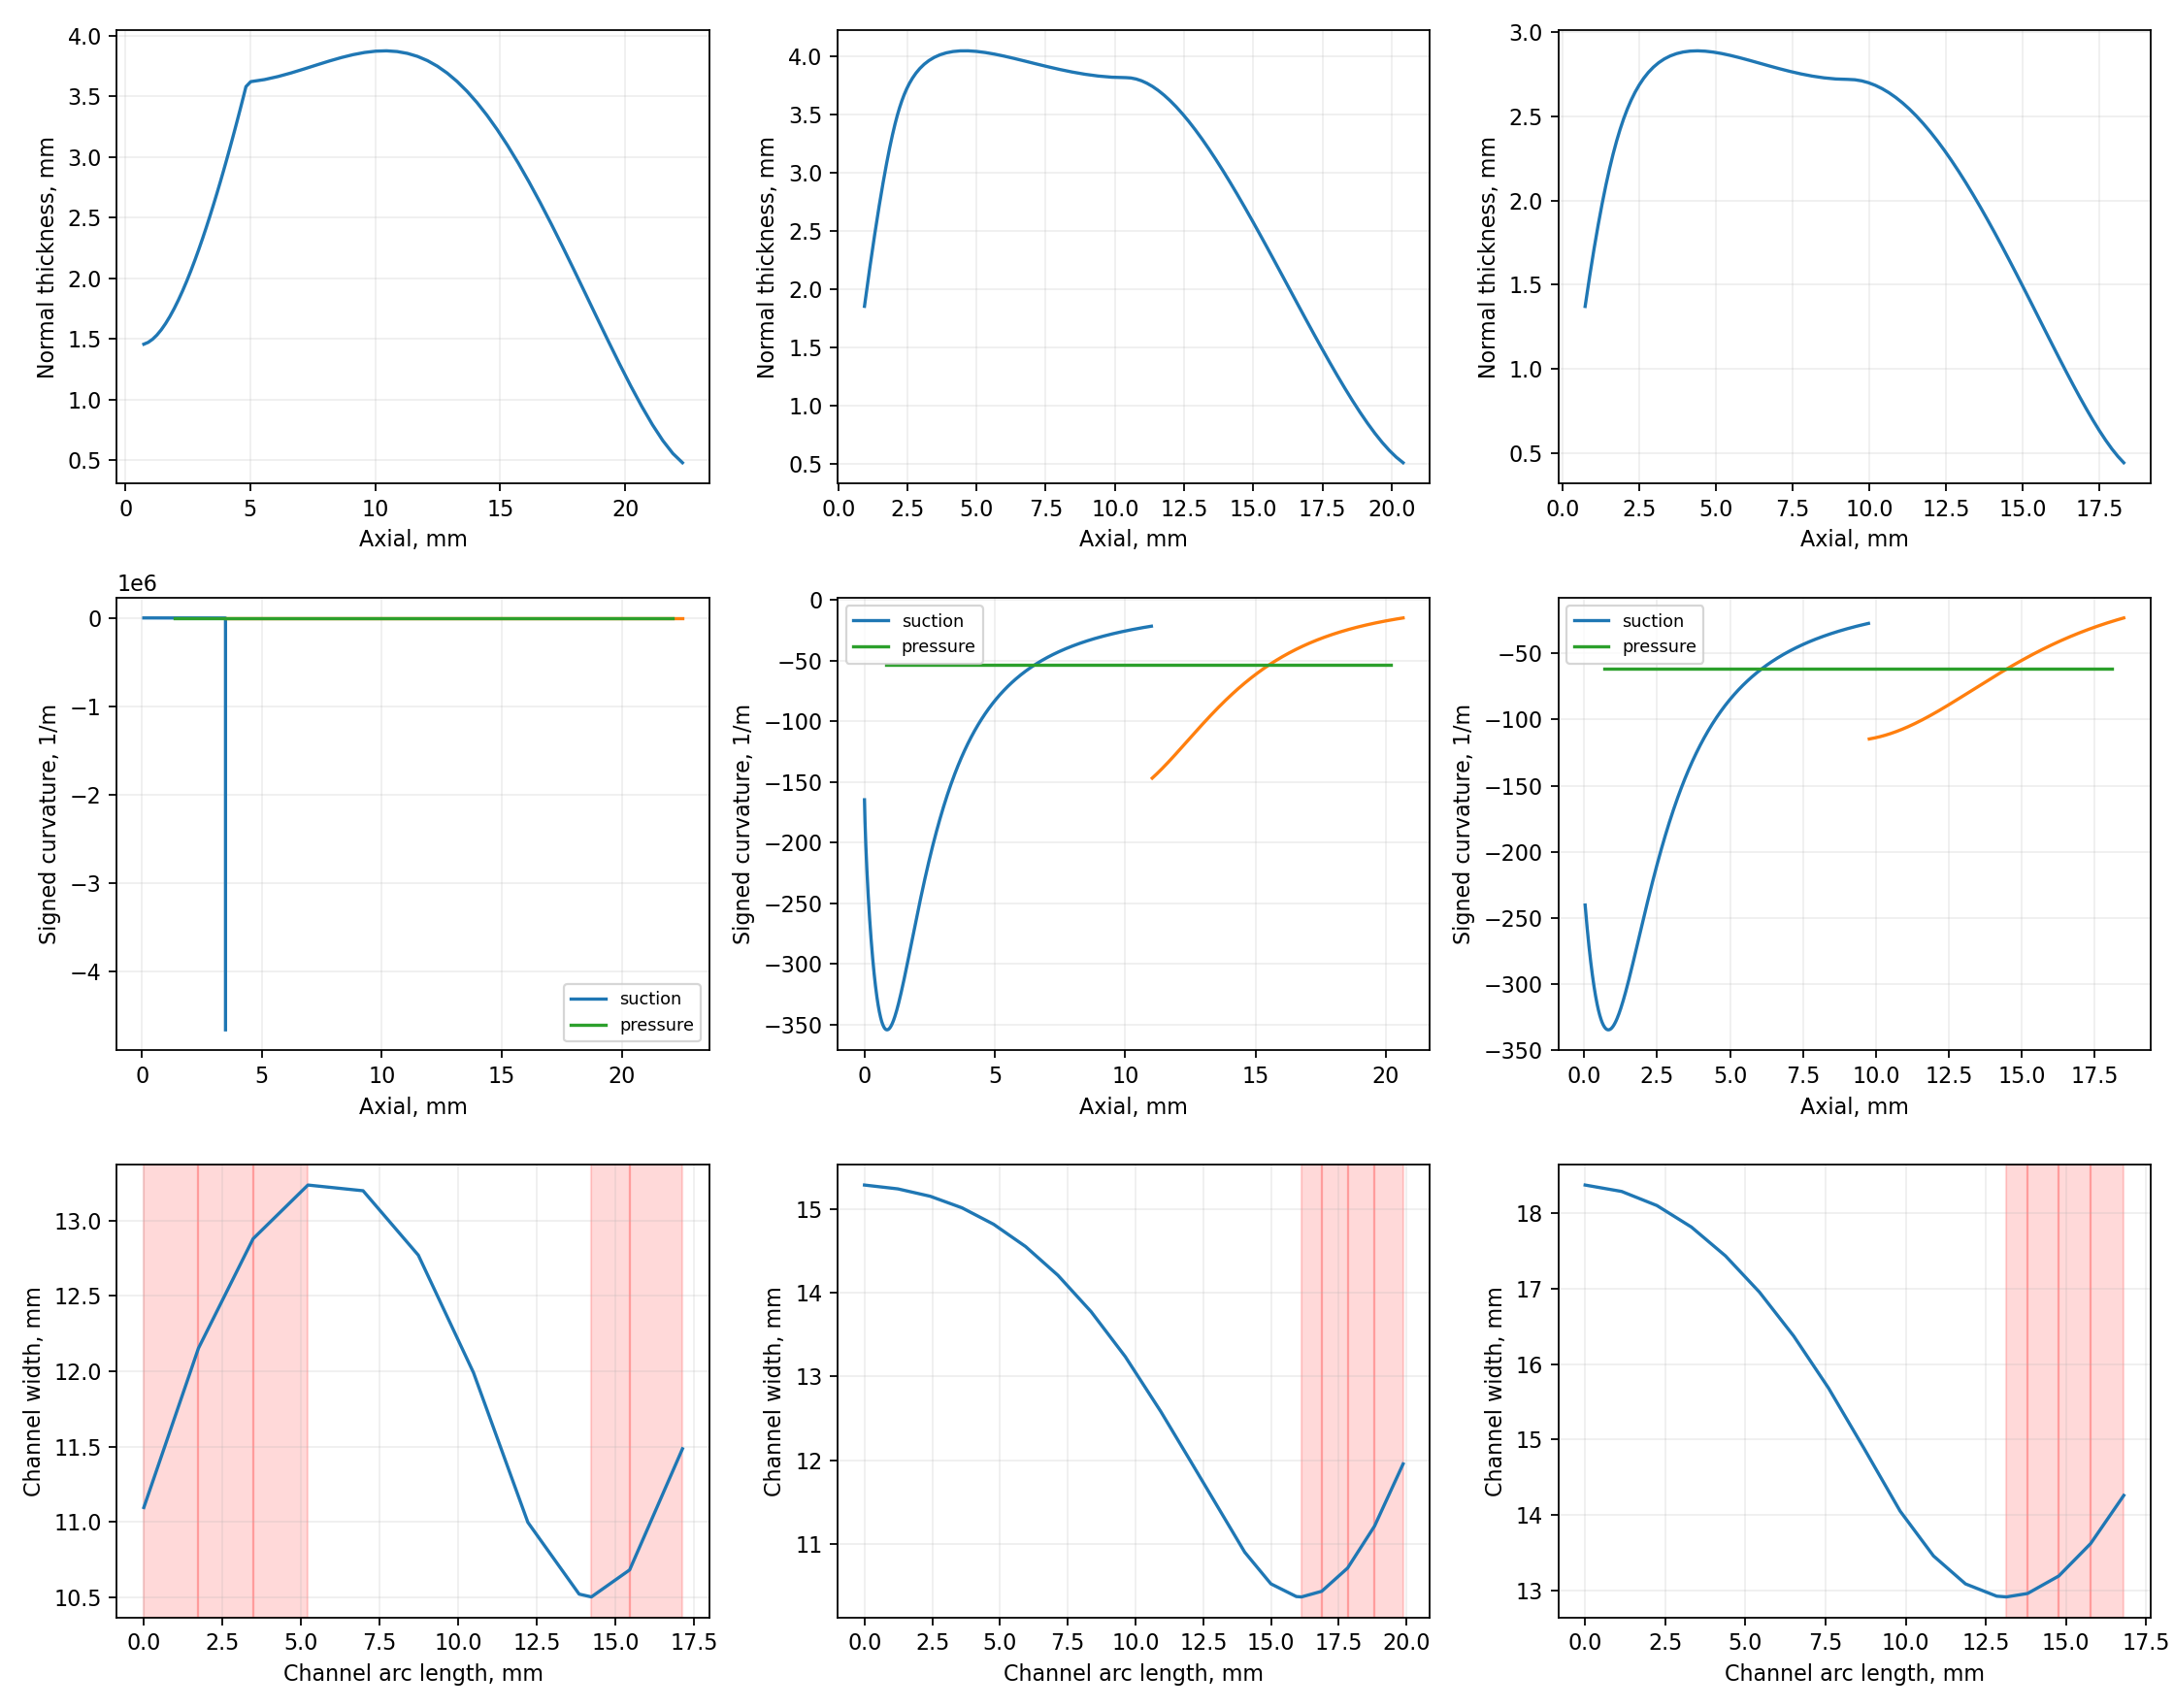 4.0
3.5
3.0
2.5
2.0
1.5
1.0
0.5
Normal thickness, mm
0 5 10 15 20
Axial, mm
4.0
3.5
3.0
2.5
2.0
1.5
1.0
0.5
Normal thickness, mm
0.0 2.5 5.0 7.5 10.0 12.5 15.0 17.5 20.0
Axial, mm
3.0
2.5
2.0
1.5
1.0
0.5
Normal thickness, mm
0.0 2.5 5.0 7.5 10.0 12.5 15.0 17.5
Axial, mm
1e6
0
−1
−2
−3
−4
Signed curvature, 1/m
suction
pressure
0 5 10 15 20
Axial, mm
0
−50
−100
−150
−200
−250
−300
−350
Signed curvature, 1/m
suction
pressure
0 5 10 15 20
Axial, mm
−50
−100
−150
−200
−250
−300
−350
Signed curvature, 1/m
suction
pressure
0.0 2.5 5.0 7.5 10.0 12.5 15.0 17.5
Axial, mm
13.0
12.5
12.0
11.5
11.0
10.5
Channel width, mm
0.0 2.5 5.0 7.5 10.0 12.5 15.0 17.5
Channel arc length, mm
15
14
13
12
11
Channel width, mm
0.0 2.5 5.0 7.5 10.0 12.5 15.0 17.5 20.0
Channel arc length, mm
18
17
16
15
14
13
Channel width, mm
0.0 2.5 5.0 7.5 10.0 12.5 15.0 17.5
Channel arc length, mm